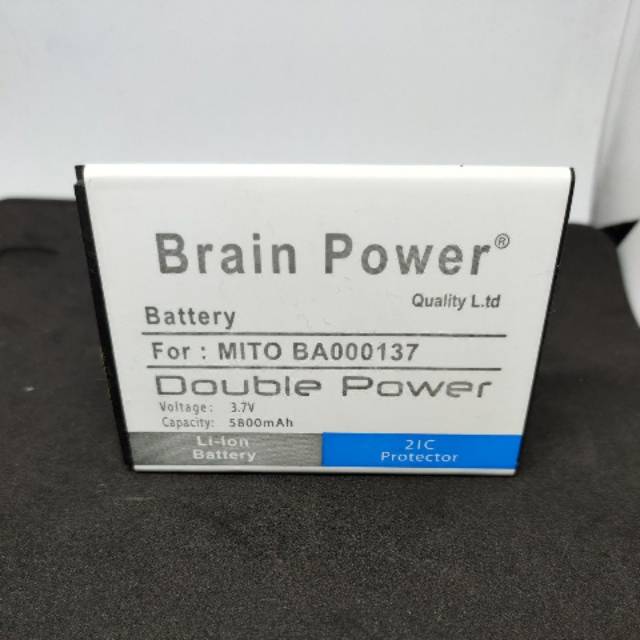 Brain Power®
Quality L.td
Battery
For : MITO BA000137
Double Power
Voltage: 3.7V
Capacity: 5800mAh
Li-Ion
Battery
2IC
Protector